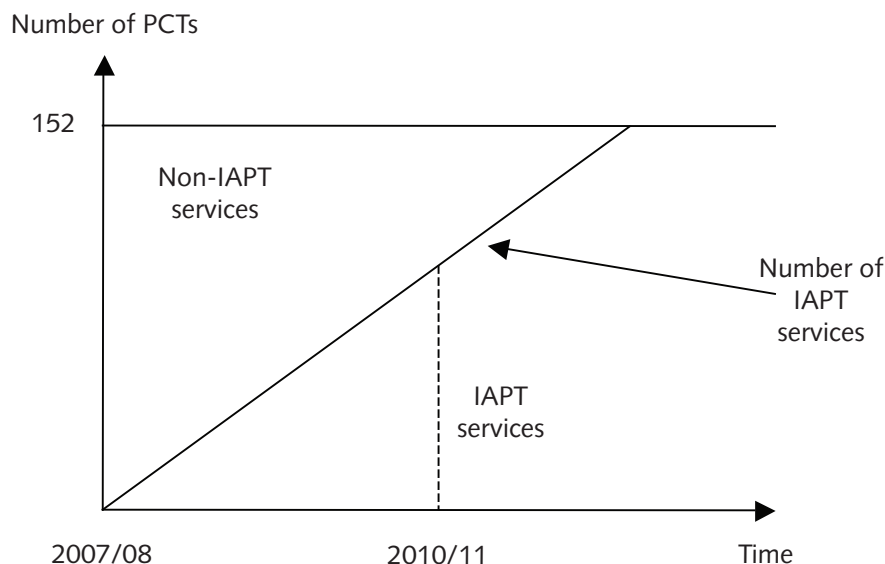 Number of PCTs
152
Non-IAPT
services
Number of
IAPT
services
IAPT
services
2007/08
2010/11
Time